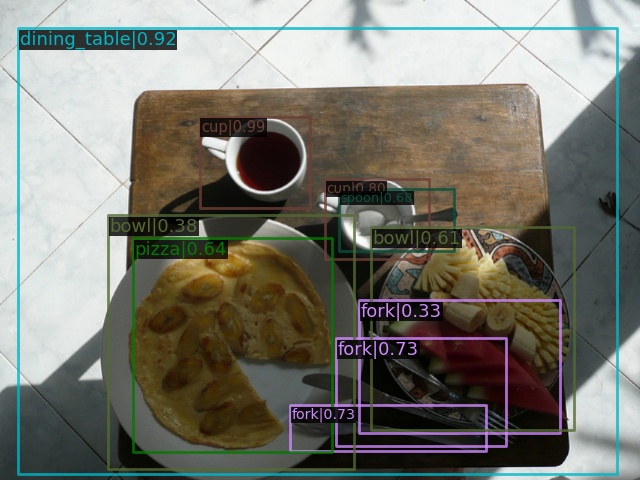 dining_table|0.92
cup|0.99
cup|0.80
spoon|0.68
bowl|0.38
bowl|0.61
pizza|0.64
fork|0.33
fork|0.73
fork|0.73